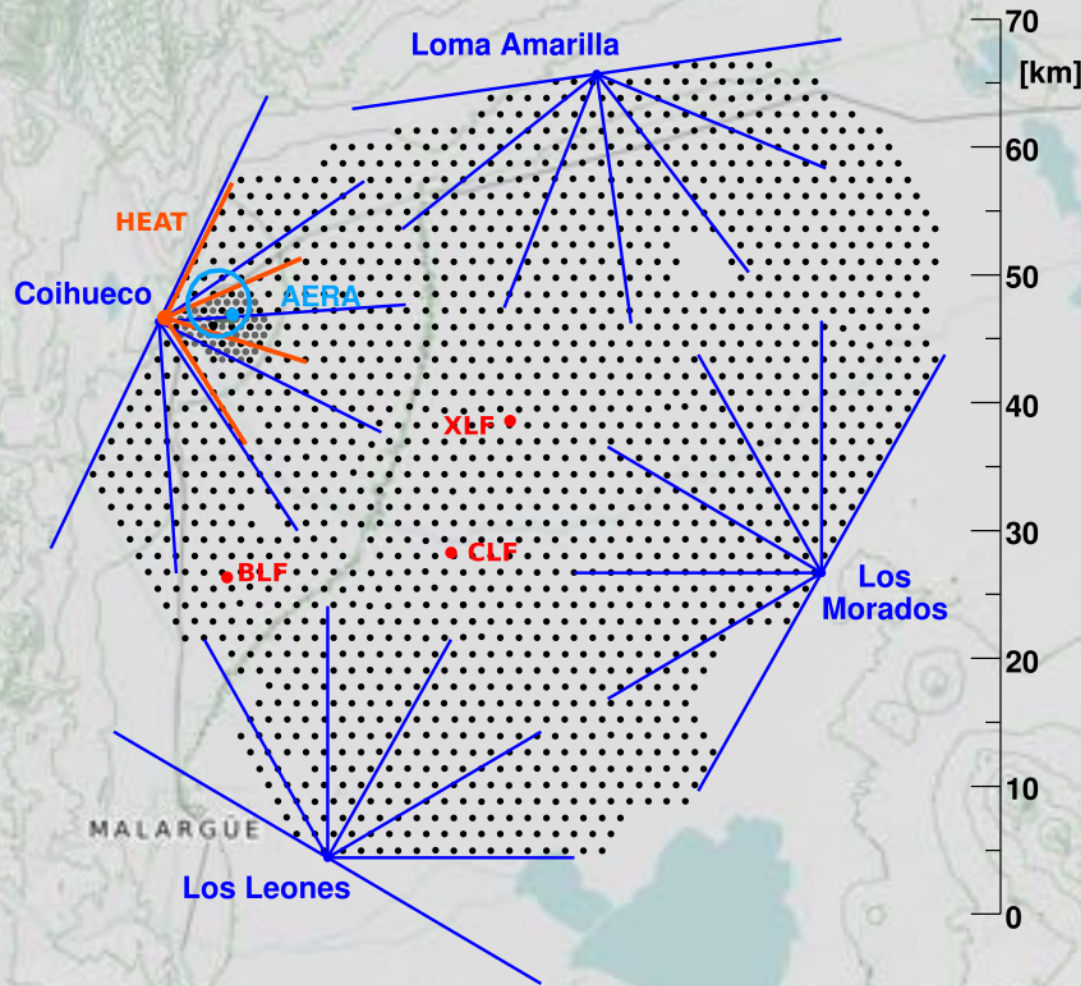 70
Loma Amarilla
[km]
60
HEAT
50
Coihueco
AERA
40
XLF
30
CLF
BLF
Los
Morados
20
10
MALARGÜE
Los Leones
0